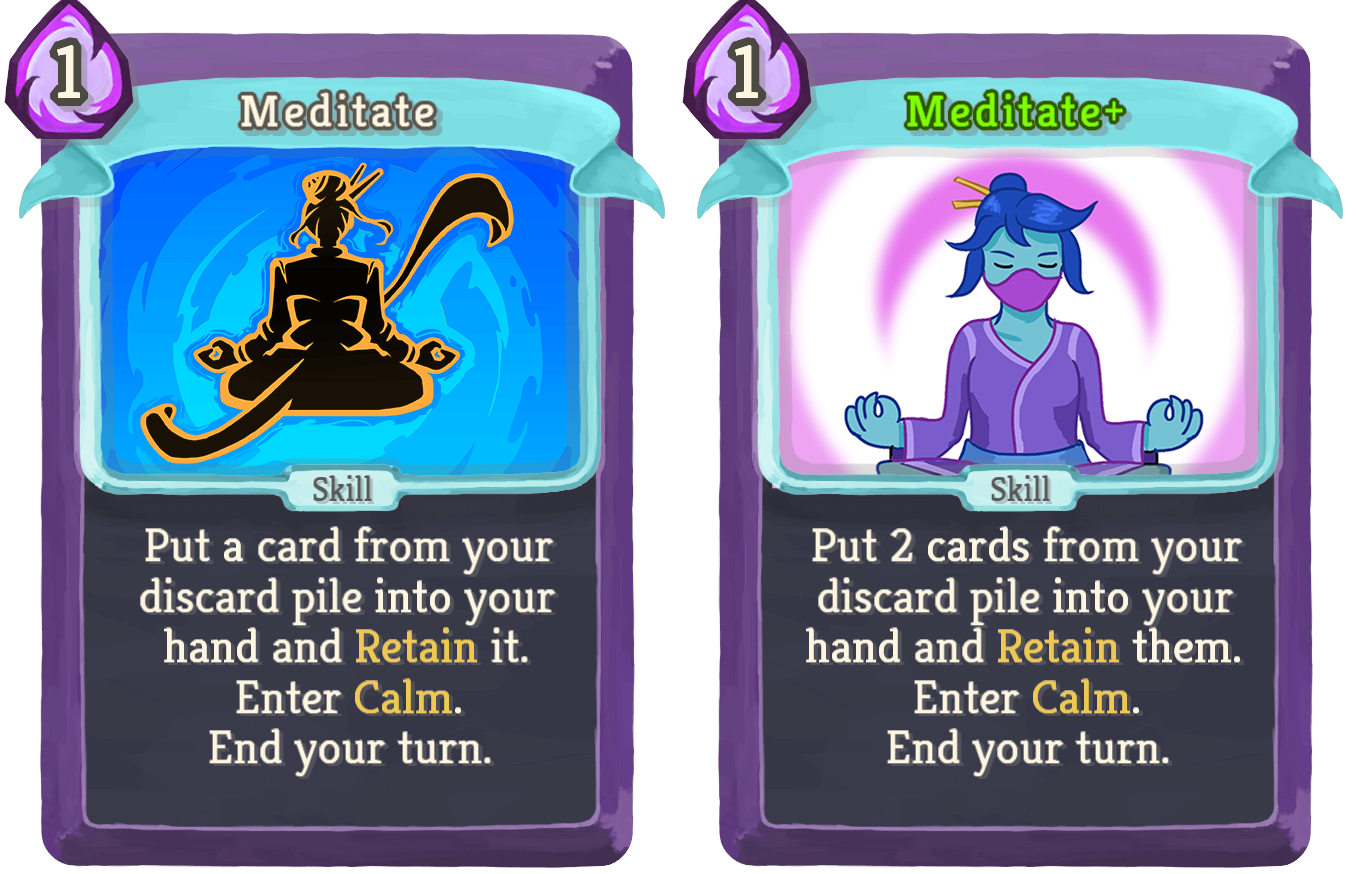 1
Meditate
Skill
Put a card from your
discard pile into your
hand and Retain it.
Enter Calm.
End your turn.
1
Meditate+
Skill
Put 2 cards from your
discard pile into your
hand and Retain them.
Enter Calm.
End your turn.